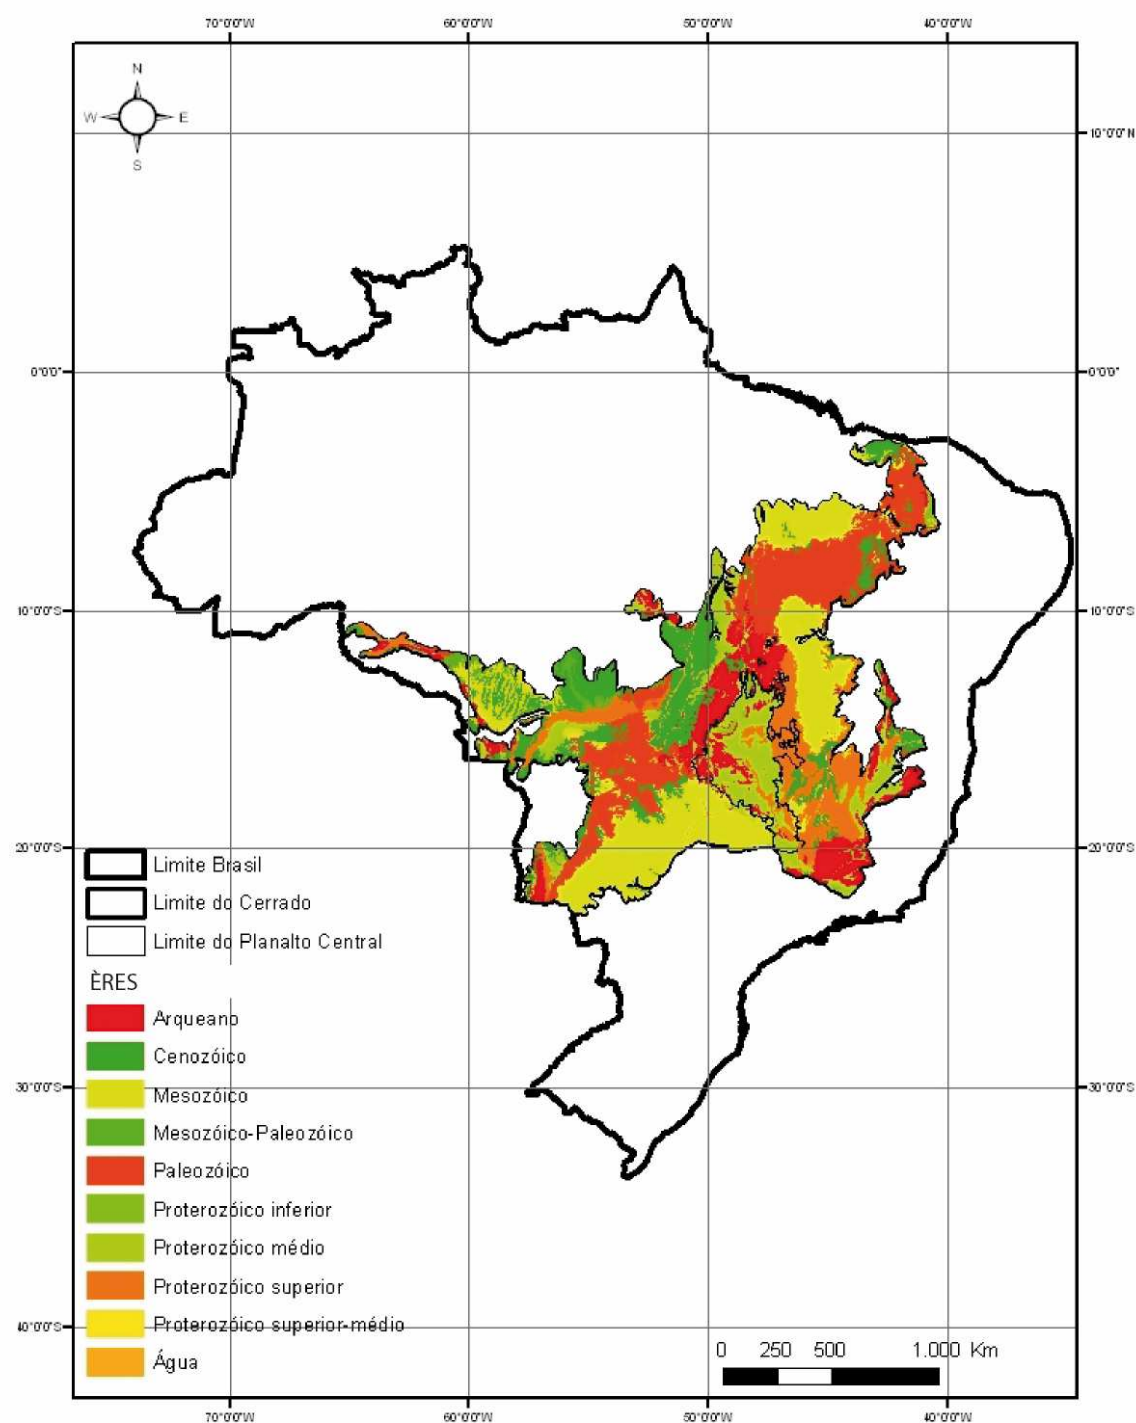 70°0'0"W 60°0'0"W 50°0'0"W 40°0'0"W
N
W E
S
10°0'0"N
0°0'0" 0°0'0"
10°0'0"S 10°0'0"S
20°0'0"S
Limite Brasil
Limite do Cerrado
Limite do Planalto Central
ÈRES
Arqueano
Cenozóico
30°0'0"S 30°0'0"S
Mesozóico
Mesozóico-Paleozóico
Paleozóico
Proterozóico inferior
Proterozóico médio
Proterozóico superior
40°0'0"S 40°0'0"S
Proterozóico superior-médio
Água
0 250 500 1.000 Km
70°0'0"W 60°0'0"W 50°0'0"W 40°0'0"W